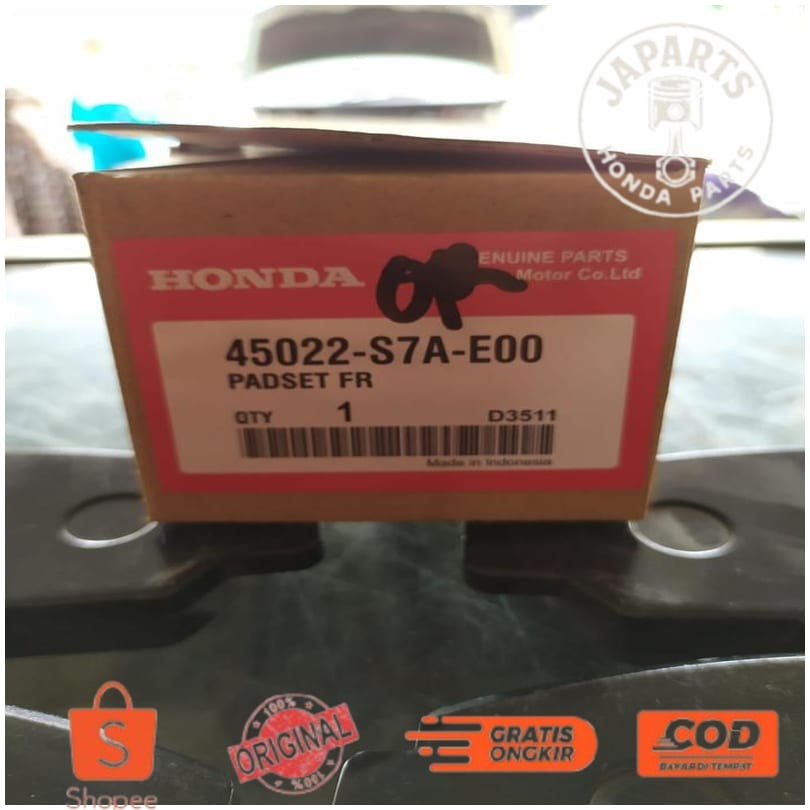 JAPARTS
HONDA PARTS
HONDA
ENUINE PARTS
Motor Co.Ltd
45022-S7A-E00
PADSET FR
QTY 1 D3511
Made in Indonesia
S
Shopee
100%
ORIGINAL
100%
GRATIS
ONGKIR
COD
BAYAR DI TEMPAT